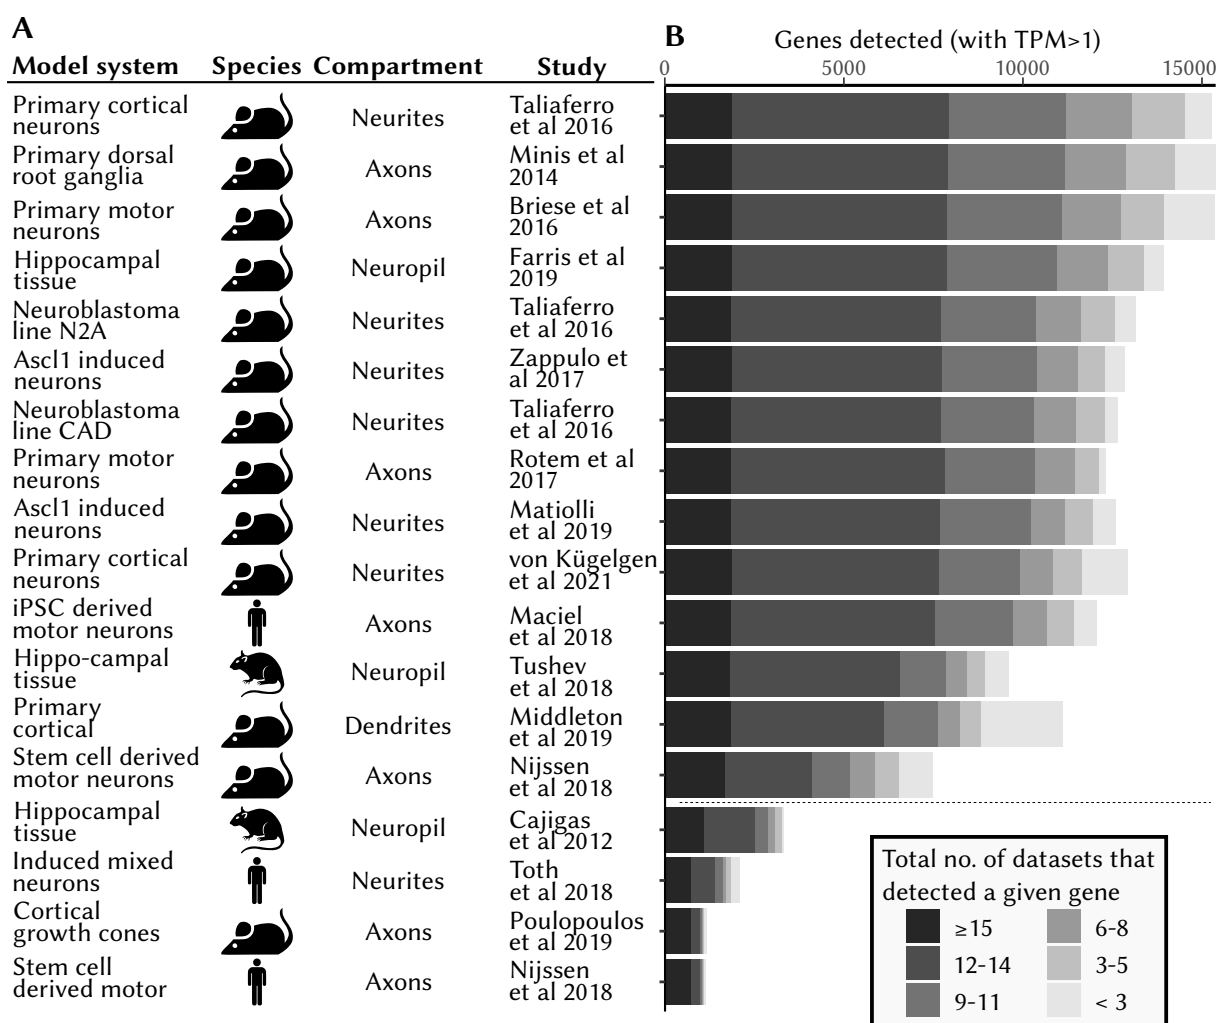 A
B
Genes detected (with TPM>1)
Model system Species Compartment Study
0 5000 10000 15000
Primary cortical
neurons
Neurites
Taliaferro
et al 2016
Primary dorsal
root ganglia
Axons
Minis et al
2014
Primary motor
neurons
Axons
Briese et al
2016
Hippocampal
tissue
Neuropil
Farris et al
2019
Neuroblastoma
line N2A
Neurites
Taliaferro
et al 2016
Ascl1 induced
neurons
Neurites
Zappulo et
al 2017
Neuroblastoma
line CAD
Neurites
Taliaferro
et al 2016
Primary motor
neurons
Axons
Rotem et al
2017
Ascl1 induced
neurons
Neurites
Matiolli
et al 2019
Primary cortical
neurons
Neurites
von Kügelgen
et al 2021
iPSC derived
motor neurons
Axons
Maciel
et al 2018
Hippo-campal
tissue
Neuropil
Tushev
et al 2018
Primary
cortical
Dendrites
Middleton
et al 2019
Stem cell derived
motor neurons
Axons
Nijssen
et al 2018
Hippocampal
tissue
Neuropil
Cajigas
et al 2012
Induced mixed
neurons
Neurites
Toth
et al 2018
Cortical
growth cones
Axons
Poulopoulos
et al 2019
Stem cell
derived motor
Axons
Nijssen
et al 2018
Total no. of datasets that
detected a given gene
≥15 6-8
12-14 3-5
9-11 < 3